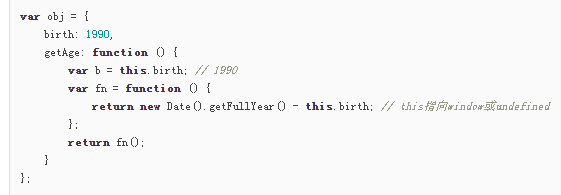 var obj = {
    birth: 1990,
    getAge: function () {
        var b = this.birth; // 1990
        var fn = function () {
            return new Date().getFullYear() - this.birth; // this指向window或undefined
        };
        return fn();
    }
};